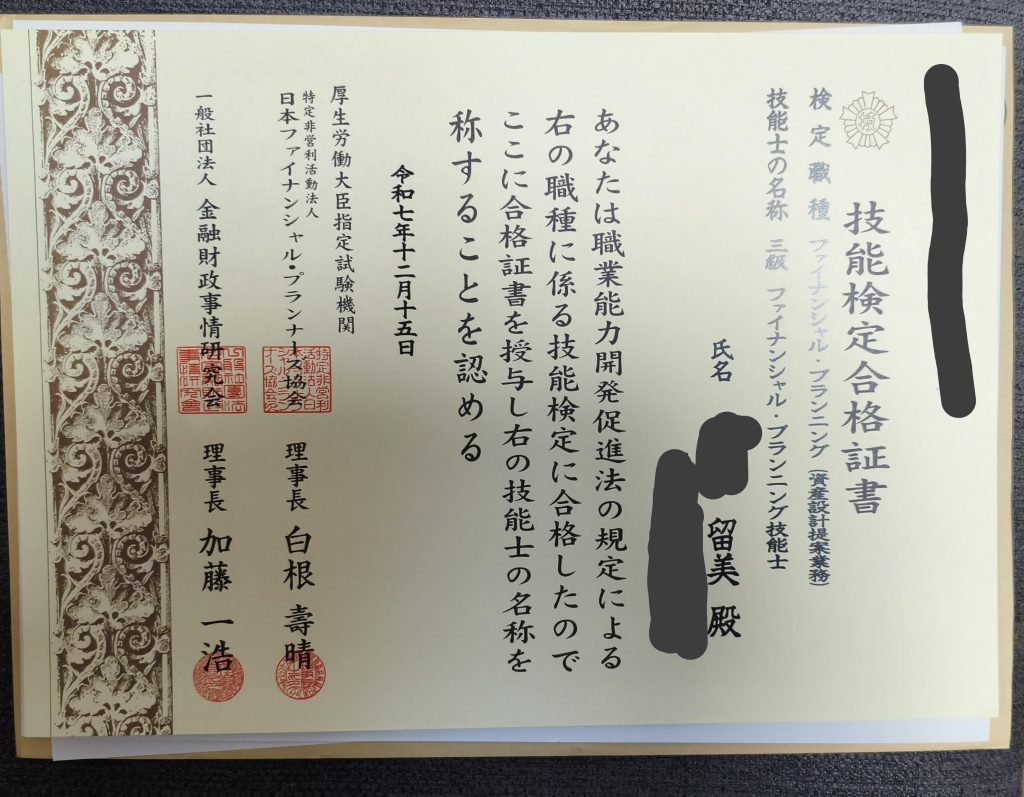 技能検定合格証書
検定職種 ファイナンシャル・プランニング (資産設計提案業務)
技能士の名称 三級 ファイナンシャル・プランニング技能士
氏名 留美 殿
あなたは職業能力開発促進法の規定による
右の職種に係る技能検定に合格したので
ここに合格証書を授与し右の技能士の名称を
称することを認める
令和七年十二月十五日
厚生労働大臣指定試験機関
特定非営利活動法人
日本ファイナンシャル・プランナーズ協会 理事長 白根 壽晴
一般社団法人 金融財政事情研究会 理事長 加藤 一浩